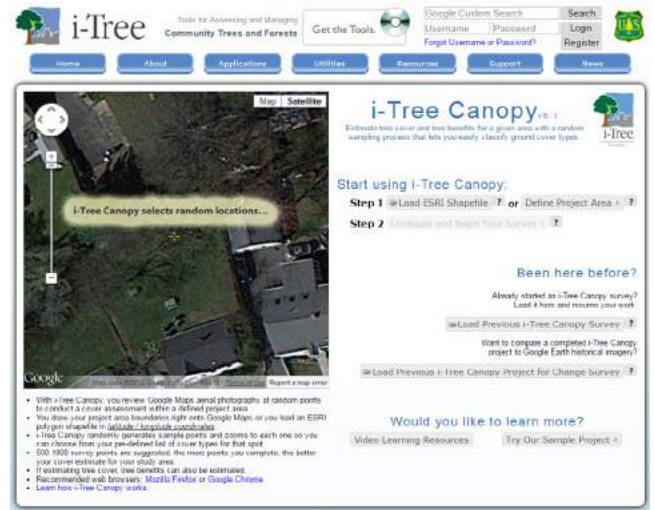 i-Tree
Tools for Assessing and Managing
Community Trees and Forests
Get the Tools.
Google Custom Search
Search
Username
Password
Login
Forgot Username or Password?
Register
Home
About
Applications
Utilities
Resources
Support
News
Map
Satellite
i-Tree Canopy selects random locations...
Google
Terms of Use
Report a map error
With i-Tree Canopy, you review Google Maps aerial photography at random points
to conduct a cover assessment within a defined project area.
You draw your project area boundaries right onto Google Maps or you load an ESRI
polygon shapefile in latitude / longitude coordinates.
i-Tree Canopy randomly generates sample points and zooms to each one so you
can choose from your pre-defined list of cover types for that spot.
500-1000 survey points are suggested, the more points you complete, the better
your cover estimate for your study area.
If estimating tree cover, tree benefits can also be estimated.
Recommended web browsers: Mozilla Firefox or Google Chrome
Learn how i-Tree Canopy works.
i-Tree Canopy v6.1
Estimate tree cover and tree benefits for a given area with a random
sampling process that lets you easily classify ground cover types.
i-Tree
Start using i-Tree Canopy:
Step 1 Load ESRI Shapefile ? or Define Project Area ?
Step 2 Configure and Begin Your Survey ?
Been here before?
Already started an i-Tree Canopy survey?
Load it here and resume your work.
Load Previous i-Tree Canopy Survey ?
Want to compare a completed i-Tree Canopy
project to Google Earth historical imagery?
Load Previous i-Tree Canopy Project for Change Survey ?
Would you like to learn more?
Video Learning Resources
Try Our Sample Project